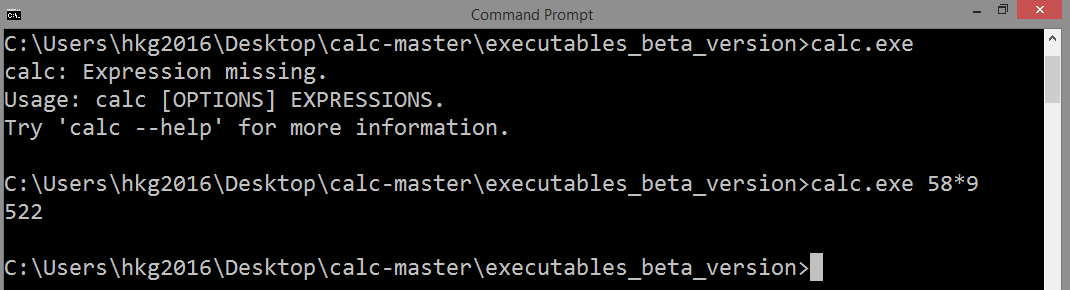 Command Prompt
C:\Users\hkg2016\Desktop\calc-master\executables_beta_version>calc.exe
calc: Expression missing.
Usage: calc [OPTIONS] EXPRESSIONS.
Try 'calc --help' for more information.
C:\Users\hkg2016\Desktop\calc-master\executables_beta_version>calc.exe 58*9
522
C:\Users\hkg2016\Desktop\calc-master\executables_beta_version>